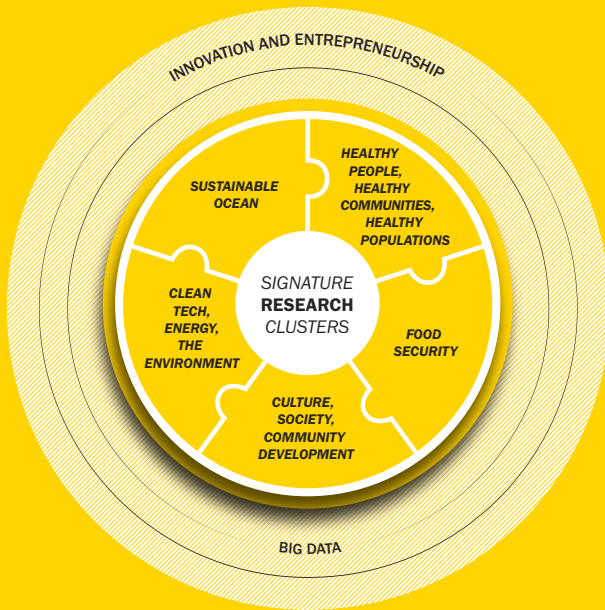 INNOVATION AND ENTREPRENEURSHIP
HEALTHY
PEOPLE,
HEALTHY
COMMUNITIES,
HEALTHY
POPULATIONS
SUSTAINABLE
OCEAN
SIGNATURE
RESEARCH
CLUSTERS
CLEAN
TECH,
ENERGY,
THE
ENVIRONMENT
FOOD
SECURITY
CULTURE,
SOCIETY,
COMMUNITY
DEVELOPMENT
BIG DATA